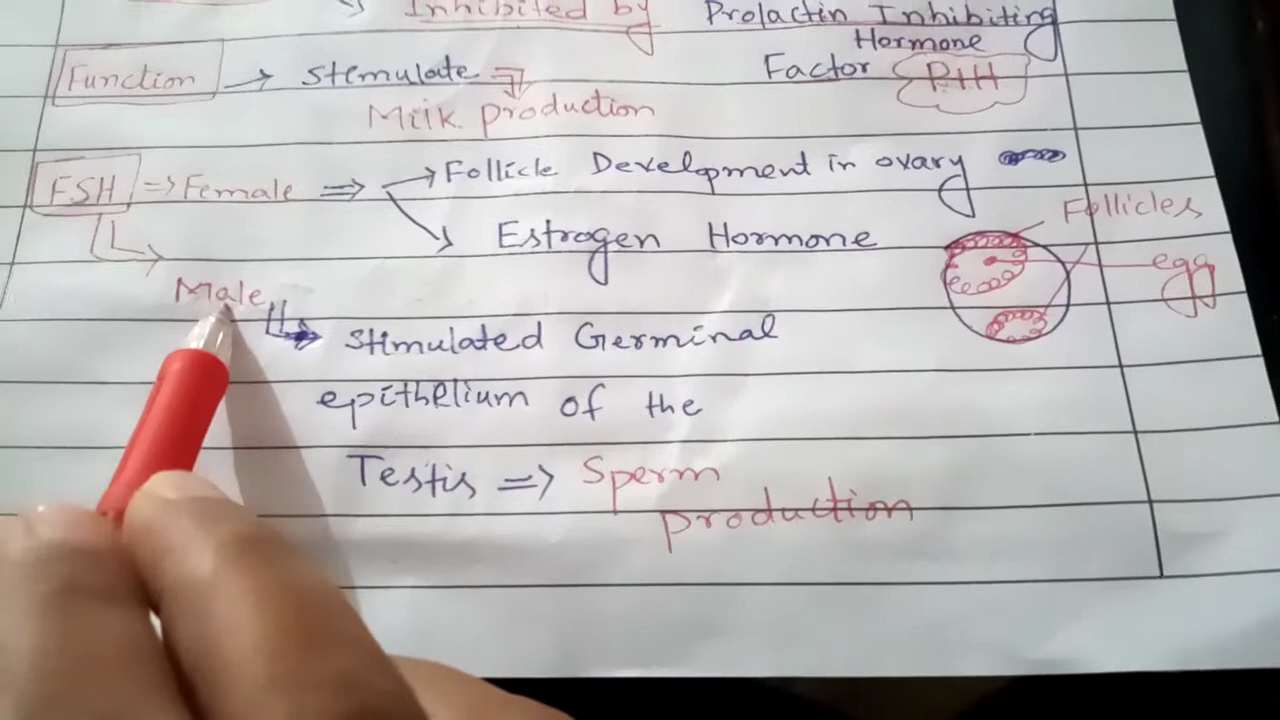 Inhibited by Prolactin Inhibiting
Hormone
Function → Stemulate Factor PIH
Milk production
FSH ⇒ Female ⇒ → Follicle Development in ovary
Follicles
Estrogen Hormone
egg
Male
Stimulated Germinal
epithelium of the
Testis ⇒ Sperm
production